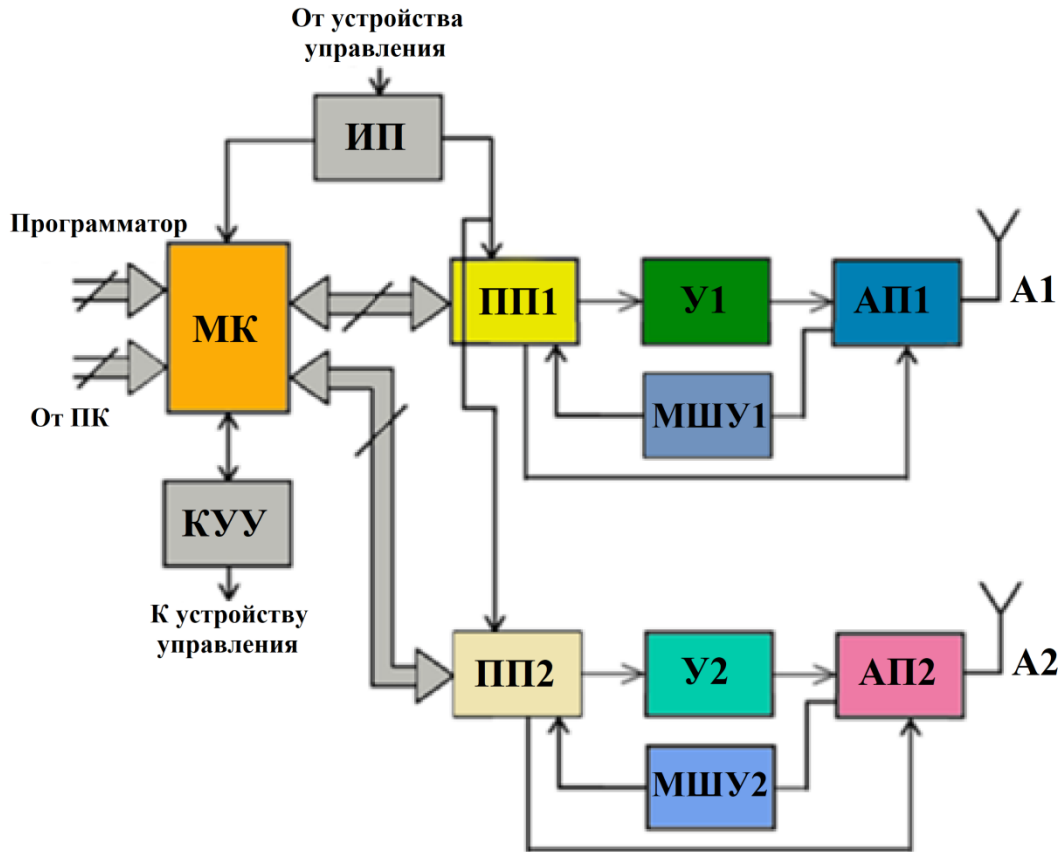 От устройства
управления
ИП
Программатор
МК
ПП1
У1
АП1
А1
МШУ1
От ПК
КУУ
К устройству
управления
ПП2
У2
АП2
А2
МШУ2